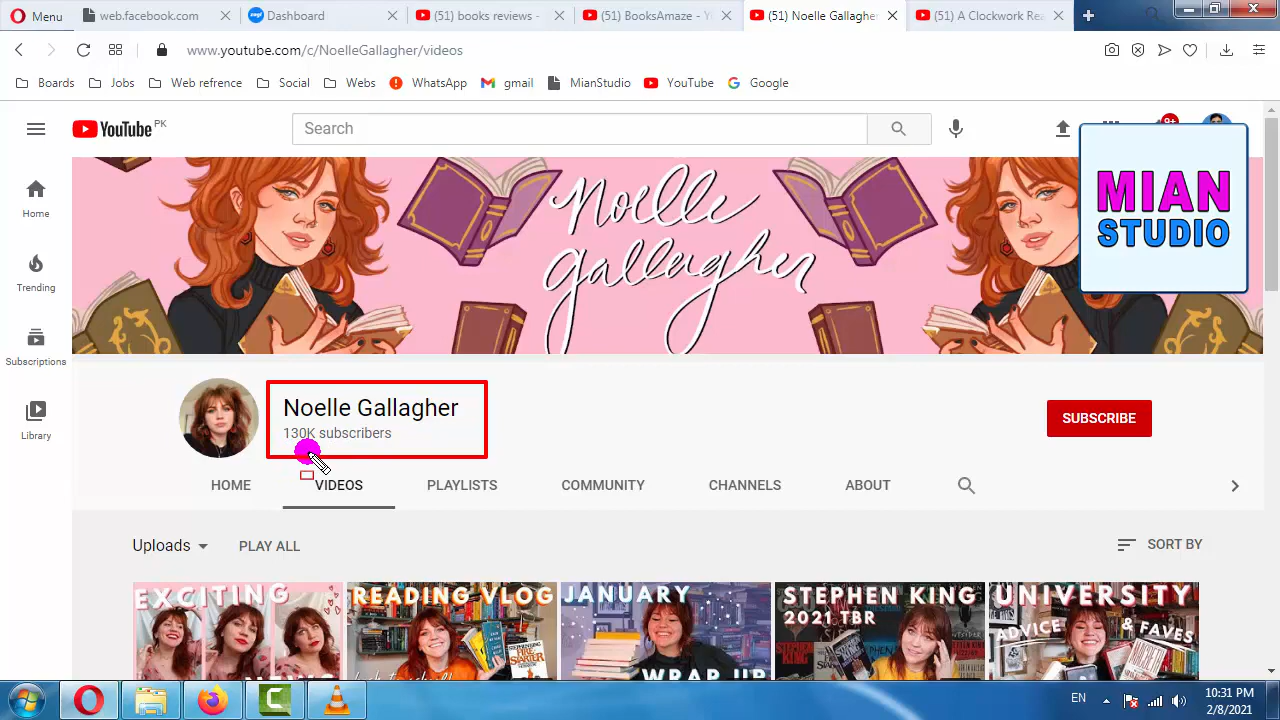 Menu
web.facebook.com
Dashboard
(51) books reviews -
(51) BooksAmaze - Y
(51) Noelle Gallaghe
(51) A Clockwork Rea
www.youtube.com/c/NoelleGallagher/videos
Boards
Jobs
Web refrence
Social
Webs
WhatsApp
gmail
MianStudio
YouTube
Google
YouTube PK
Search
9+
MIAN
STUDIO
Noelle
gallagher
Home
Trending
Subscriptions
Library
Noelle Gallagher
130K subscribers
SUBSCRIBE
HOME
VIDEOS
PLAYLISTS
COMMUNITY
CHANNELS
ABOUT
Uploads
PLAY ALL
SORT BY
EXCITING
READING VLOG
JANUARY
WRAP UP
STEPHEN KING
2021 TBR
UNIVERSITY
ADVICE & FAVES
EN
10:31 PM
2/8/2021